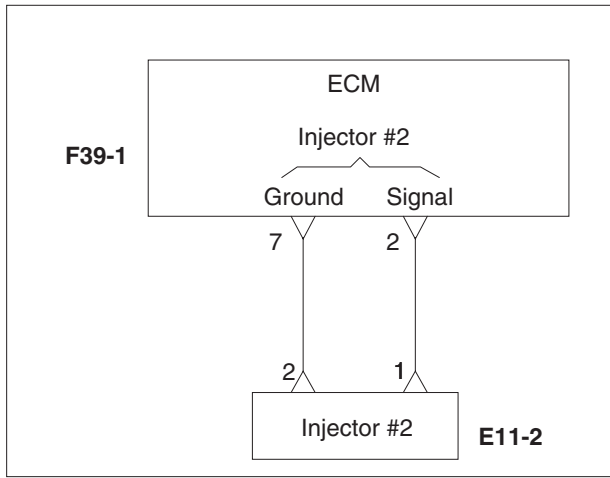 ECM
Injector #2
F39-1
Ground Signal
7 2
2 1
Injector #2
E11-2